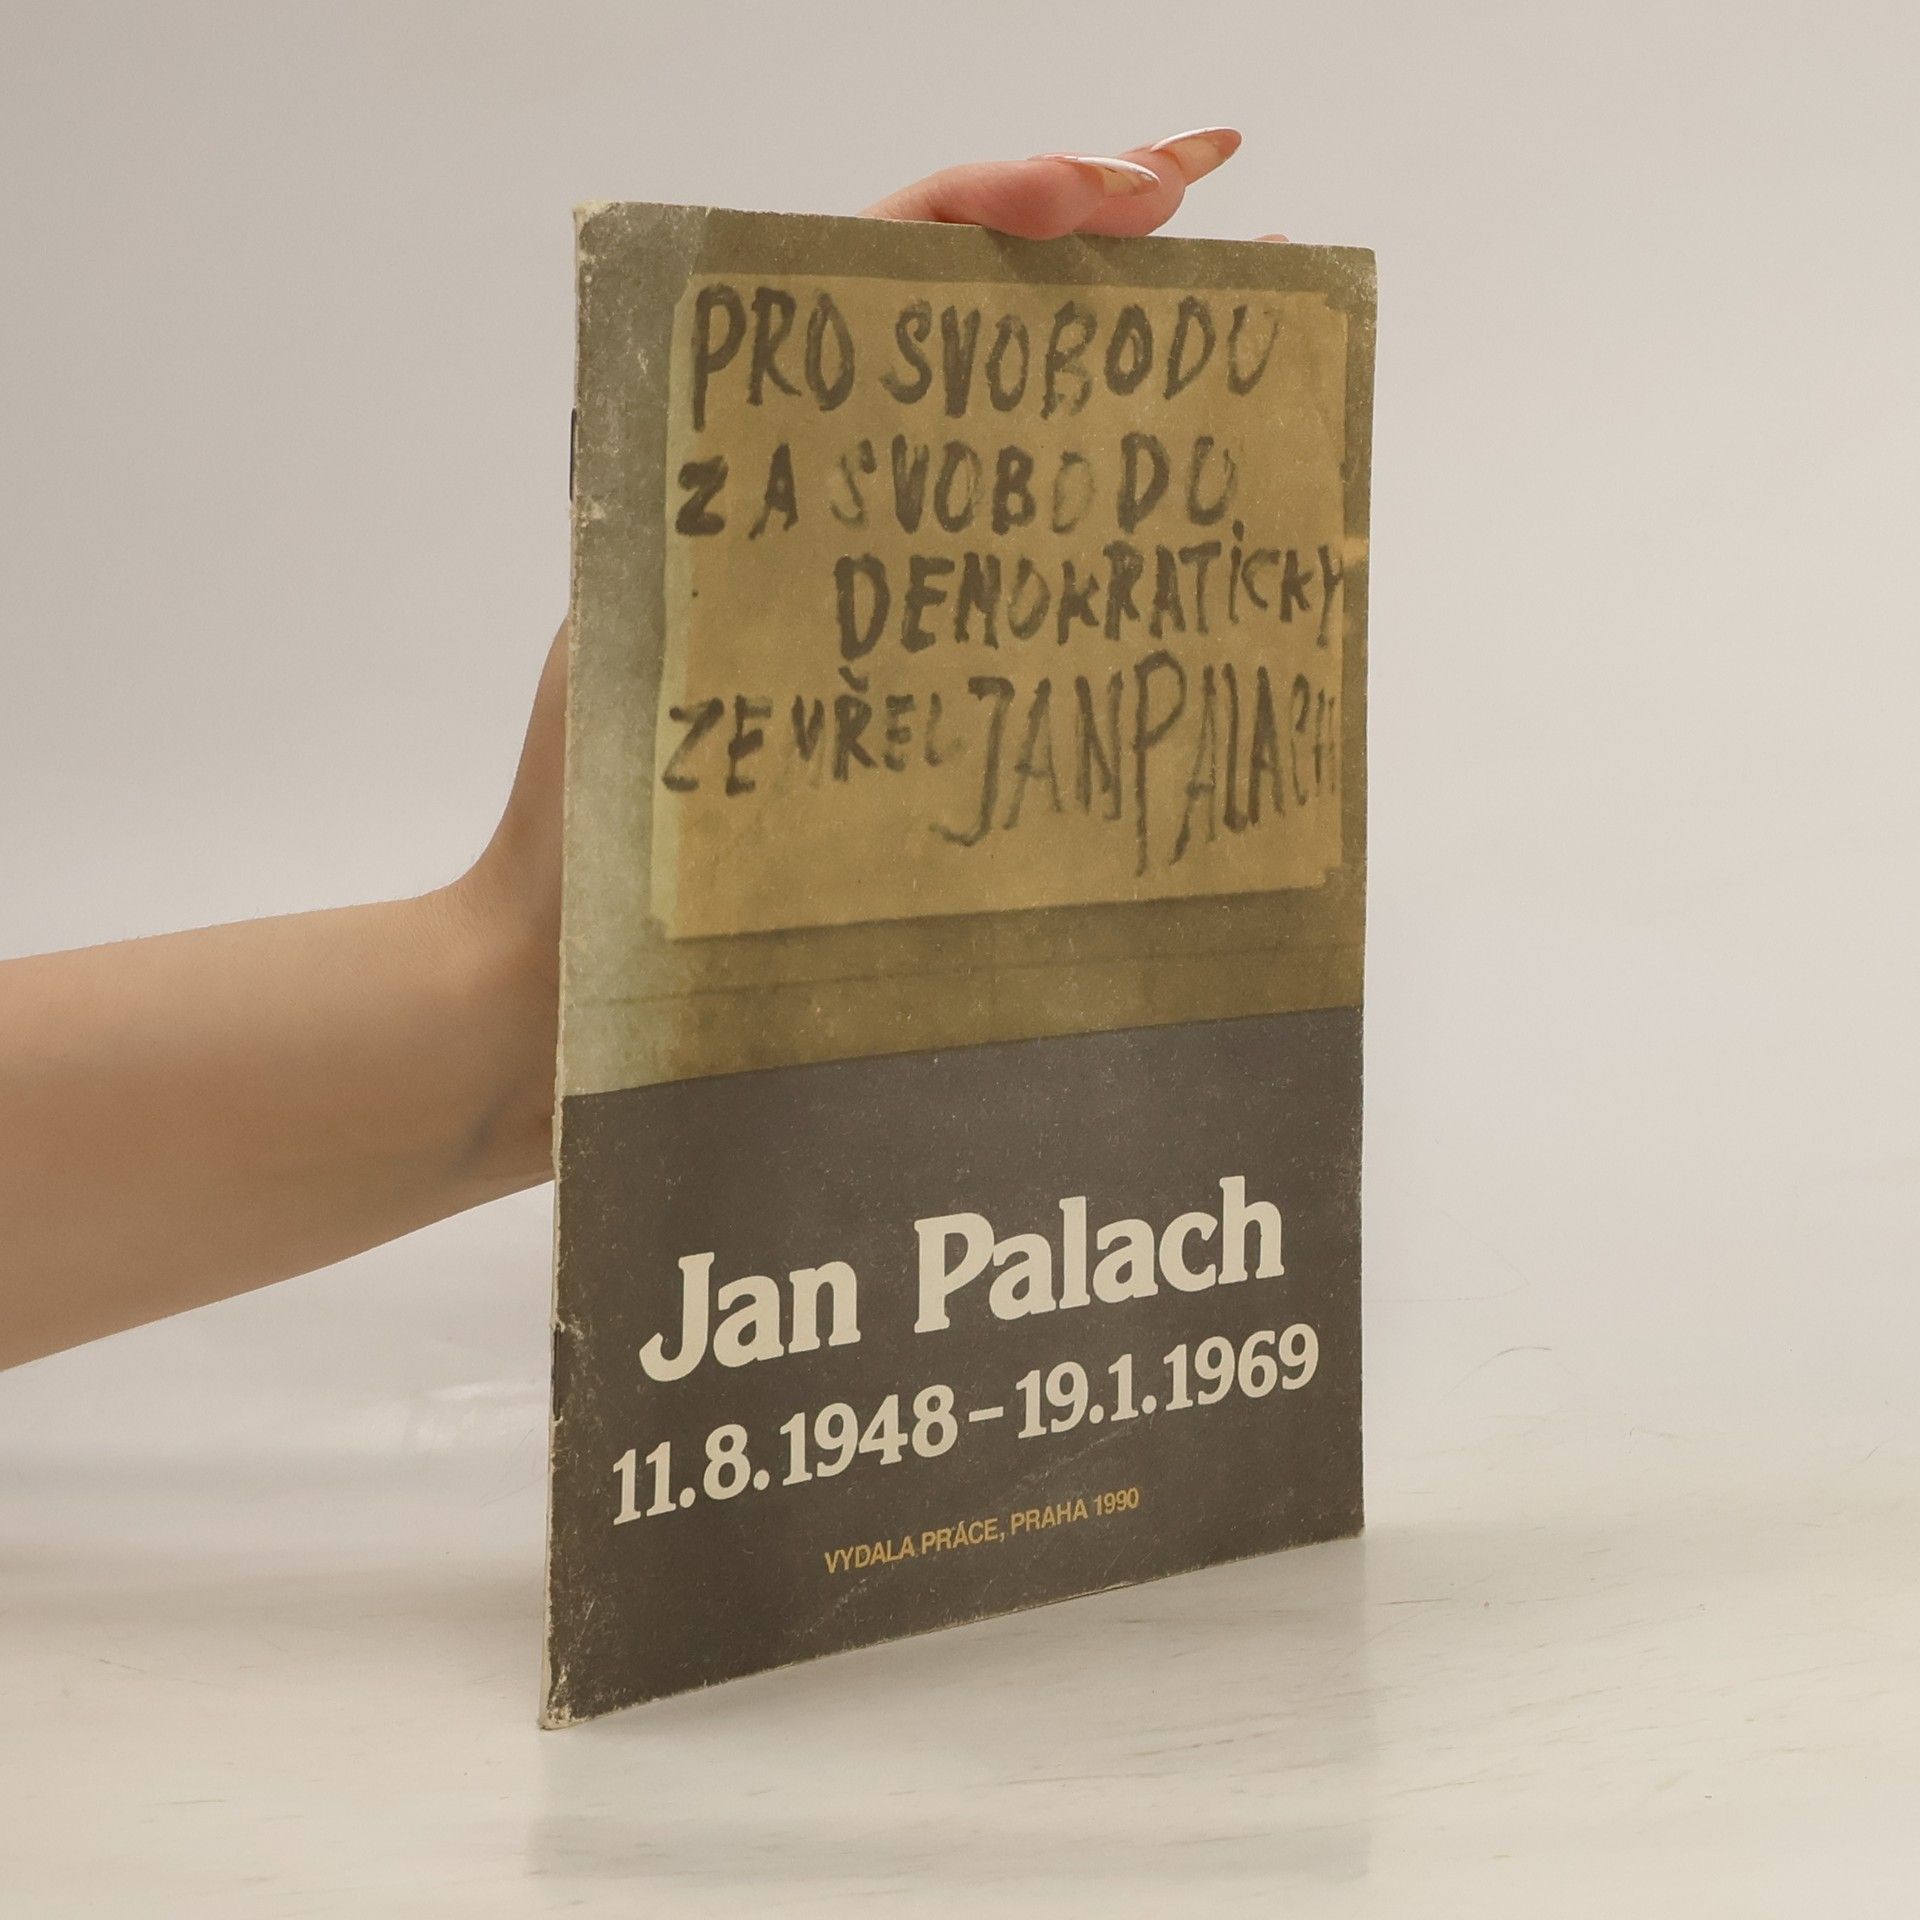 PRO SVOBODU
ZA SVOBODU
DEMOKRATICKY
ZEMŘEL JAN PALACH
Jan Palach
11.8.1948–19.1.1969
VYDALA PRÁCE, PRAHA 1990